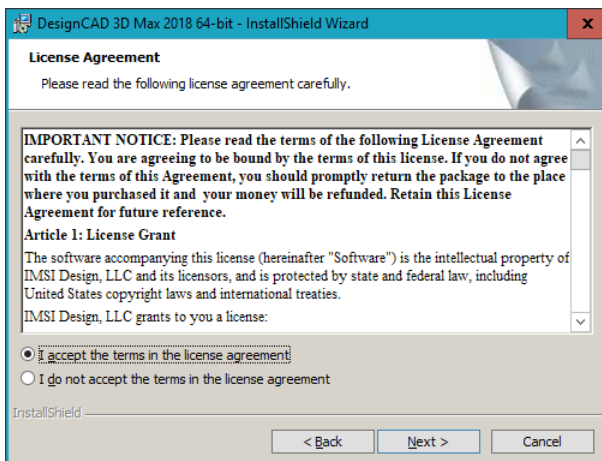 DesignCAD 3D Max 2018 64-bit - InstallShield Wizard
x
License Agreement
Please read the following license agreement carefully.
IMPORTANT NOTICE: Please read the terms of the following License Agreement
carefully. You are agreeing to be bound by the terms of this license. If you do not agree
with the terms of this Agreement, you should promptly return the package to the place
where you purchased it and your money will be refunded. Retain this License
Agreement for future reference.
Article 1: License Grant
The software accompanying this license (hereinafter "Software") is the intellectual property of
IMSI Design, LLC and its licensors, and is protected by state and federal law, including
United States copyright laws and international treaties.
IMSI Design, LLC grants to you a license:
I accept the terms in the license agreement
I do not accept the terms in the license agreement
InstallShield
< Back Next > Cancel